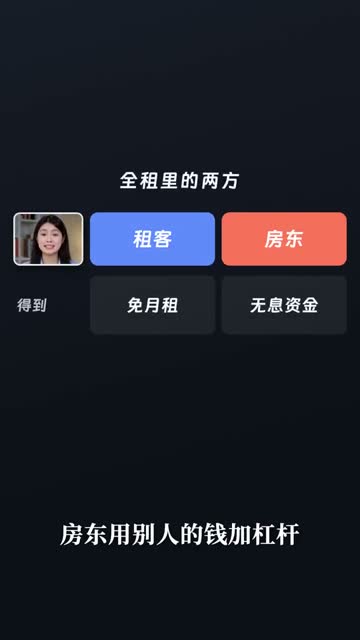 全租里的两方
租客
房东
得到
免月租
无息资金
房东用别人的钱加杠杆